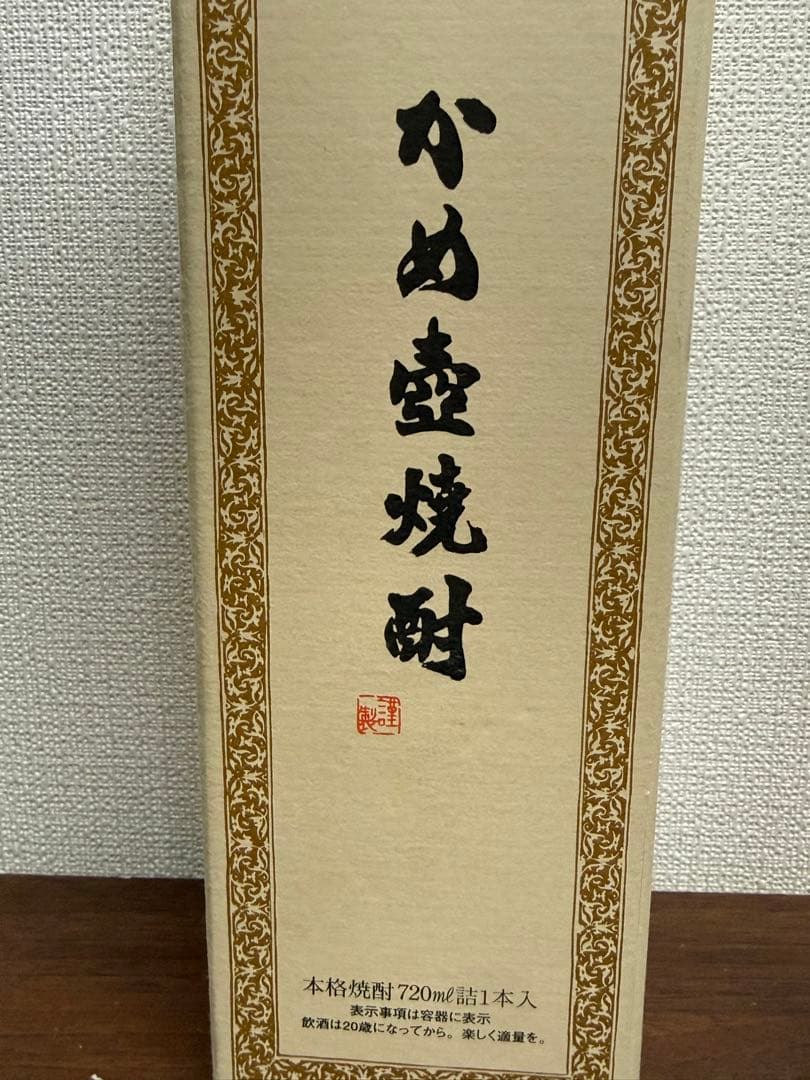 かめ壺焼酎
謹製
本格焼酎720ml詰1本入
表示事項は容器に表示
飲酒は20歳になってから。楽しく適量を。